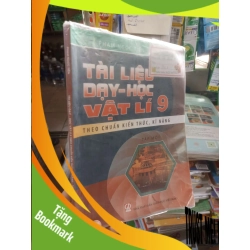 TÀI LIỆU
DẠY-HỌC
VẬT LÍ 9
THEO CHUẨN KIẾN THỨC, KĨ NĂNG
Tặng
Bookmark